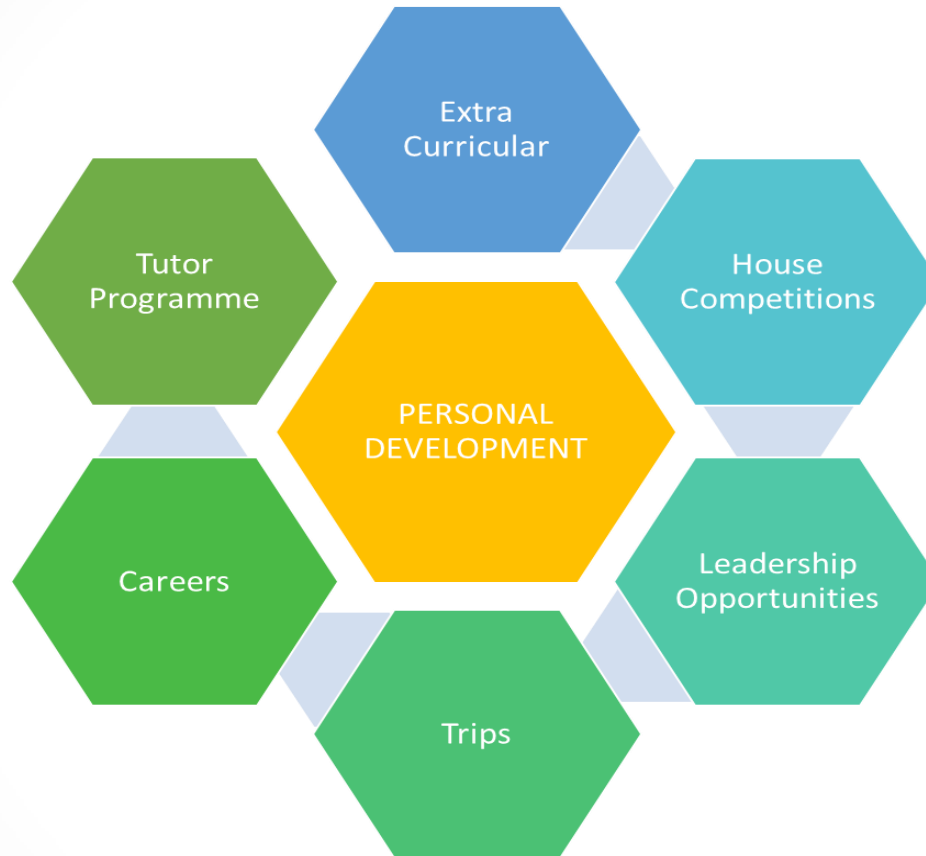 Extra
Curricular
House
Competitions
Leadership
Opportunities
Trips
Careers
Tutor
Programme
PERSONAL
DEVELOPMENT